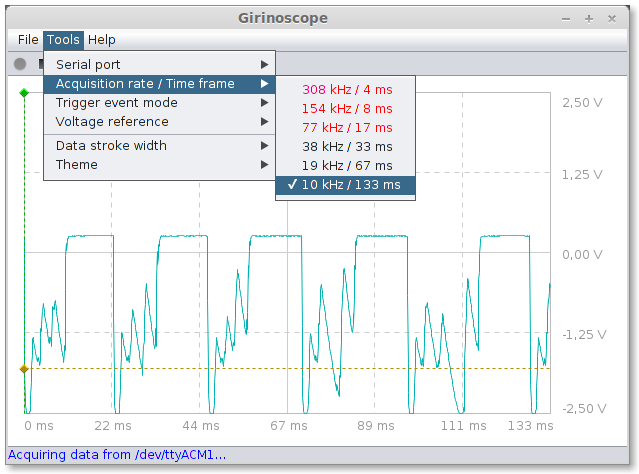 Girinoscope
File Tools Help
Serial port
Acquisition rate / Time frame
Trigger event mode
Voltage reference
Data stroke width
Theme
308 kHz / 4 ms
154 kHz / 8 ms
77 kHz / 17 ms
38 kHz / 33 ms
19 kHz / 67 ms
✓ 10 kHz / 133 ms
2,50 V
1,25 V
0,00 V
-1,25 V
-2,50 V
0 ms 22 ms 44 ms 67 ms 89 ms 111 ms 133 ms
Acquiring data from /dev/ttyACM1...